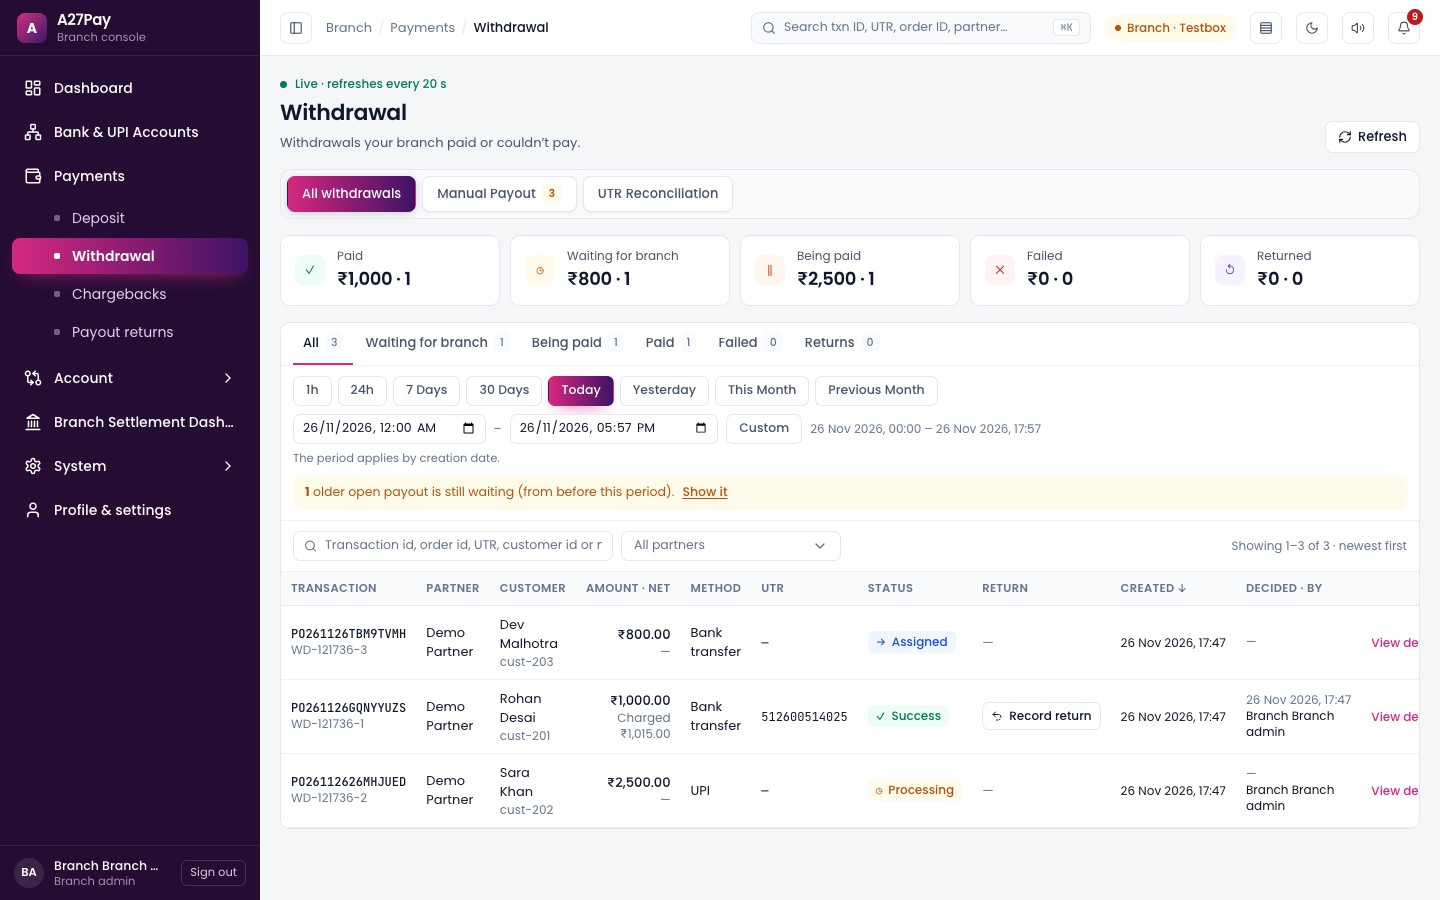 A
A27Pay
Branch console
Dashboard
Bank & UPI Accounts
Payments
Deposit
Withdrawal
Chargebacks
Payout returns
Account
Branch Settlement Dash...
System
Profile & settings
BA
Branch Branch ...
Branch admin
Sign out
Branch / Payments / Withdrawal
Search txn ID, UTR, order ID, partner...
⌘K
Branch · Testbox
9
Live · refreshes every 20 s
Withdrawal
Withdrawals your branch paid or couldn't pay.
Refresh
All withdrawals
Manual Payout 3
UTR Reconciliation
Paid
₹1,000 · 1
Waiting for branch
₹800 · 1
Being paid
₹2,500 · 1
Failed
₹0 · 0
Returned
₹0 · 0
All 3 Waiting for branch 1 Being paid 1 Paid 1 Failed 0 Returns 0
1h 24h 7 Days 30 Days Today Yesterday This Month Previous Month
26/11/2026, 12:00 AM – 26/11/2026, 05:57 PM Custom 26 Nov 2026, 00:00 – 26 Nov 2026, 17:57
The period applies by creation date.
1 older open payout is still waiting (from before this period). Show it
Transaction id, order id, UTR, customer id or r
All partners
Showing 1–3 of 3 · newest first
TRANSACTION PARTNER CUSTOMER AMOUNT · NET METHOD UTR STATUS RETURN CREATED ↓ DECIDED · BY
PO261126TBM9TVMH
WD-121736-3
Demo
Partner
Dev
Malhotra
cust-203
₹800.00
—
Bank
transfer
—
→ Assigned
—
26 Nov 2026, 17:47
—
View de
PO261126GQNYYUZS
WD-121736-1
Demo
Partner
Rohan
Desai
cust-201
₹1,000.00
Charged
₹1,015.00
Bank
transfer
512600514025
✓ Success
Record return
26 Nov 2026, 17:47
26 Nov 2026, 17:47
Branch Branch
admin
View de
PO26112626MHJUED
WD-121736-2
Demo
Partner
Sara
Khan
cust-202
₹2,500.00
—
UPI
—
Processing
—
26 Nov 2026, 17:47
—
Branch Branch
admin
View de